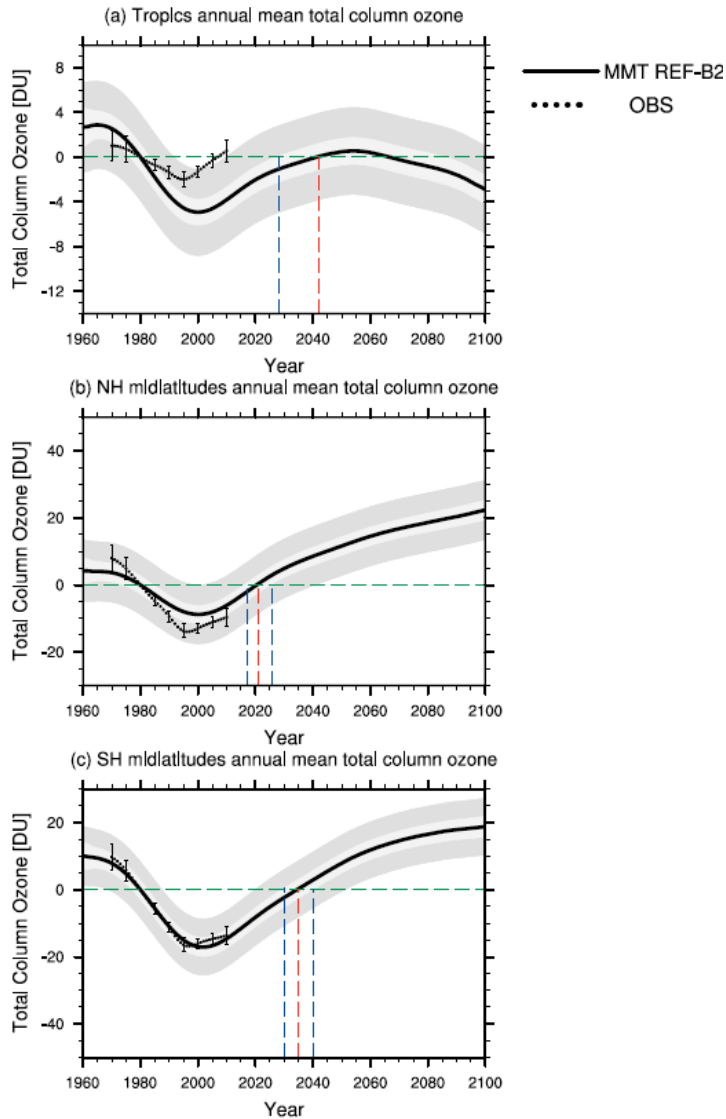 (a) Tropics annual mean total column ozone
MMT REF-B2
OBS
Total Column Ozone [DU]
8
4
0
-4
-8
-12
1960 1980 2000 2020 2040 2060 2080 2100
Year
(b) NH midlatitudes annual mean total column ozone
Total Column Ozone [DU]
40
20
0
-20
1960 1980 2000 2020 2040 2060 2080 2100
Year
(c) SH midlatitudes annual mean total column ozone
Total Column Ozone [DU]
20
0
-20
-40
1960 1980 2000 2020 2040 2060 2080 2100
Year